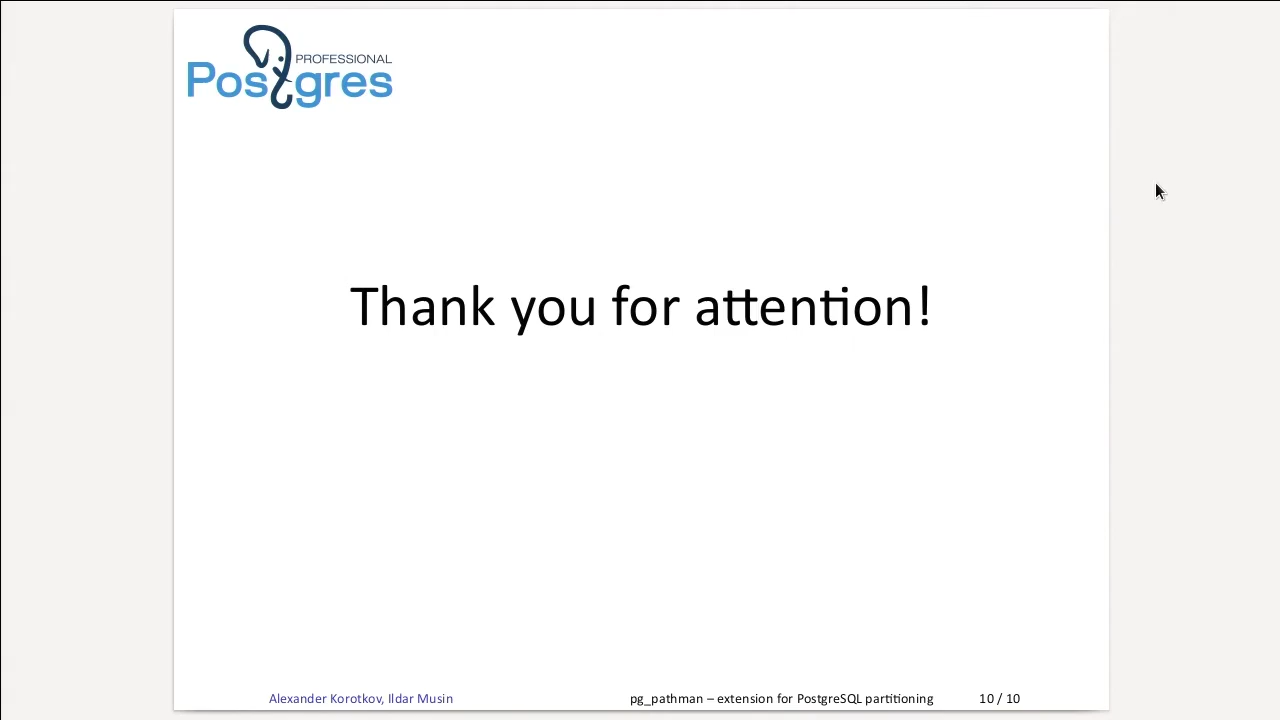 PROFESSIONAL
Postgres
Thank you for attention!
Alexander Korotkov, Ildar Musin pg_pathman – extension for PostgreSQL partitioning 10 / 10